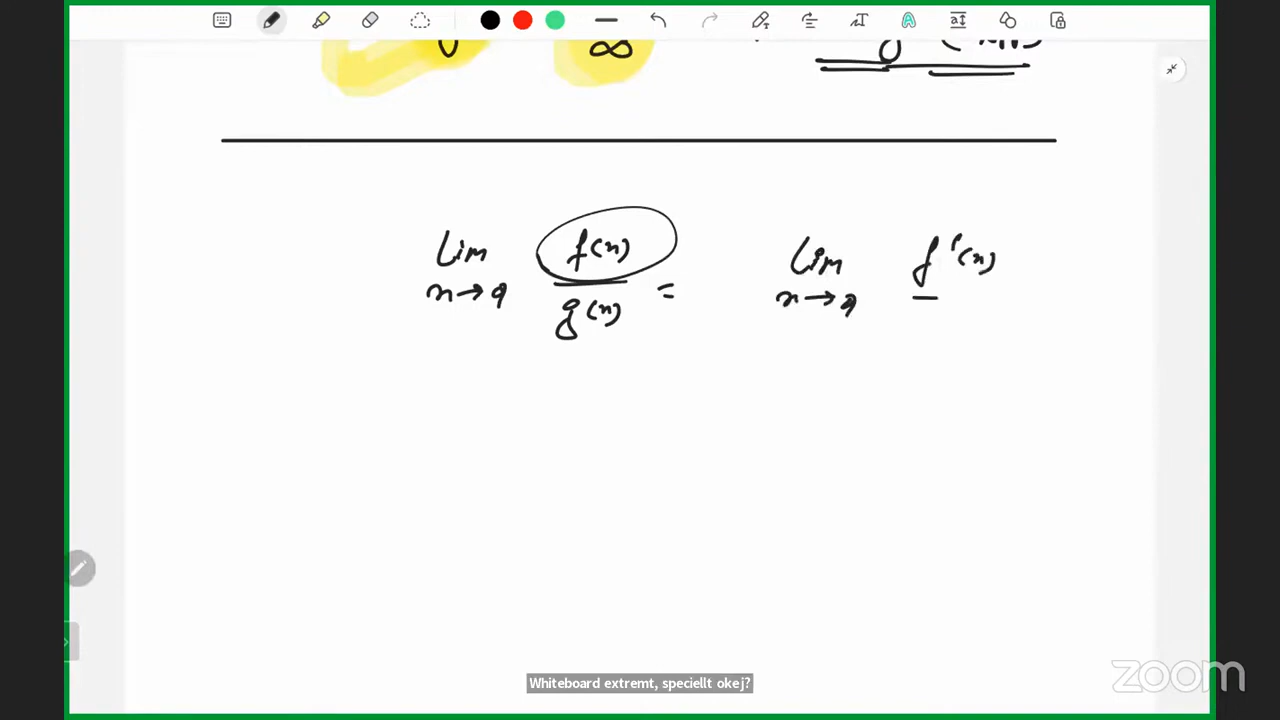 ∞
lim x→a f(x)/g(x) = lim x→a f'(x)
Whiteboard extremt, speciellt okej?
zoom